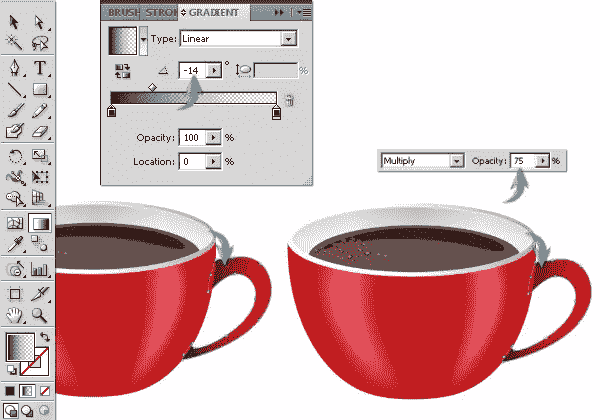 BRUSH STROK GRADIENT
Type: Linear
-14 ° %
Opacity: 100 %
Location: 0 %
Multiply Opacity: 75 %
T